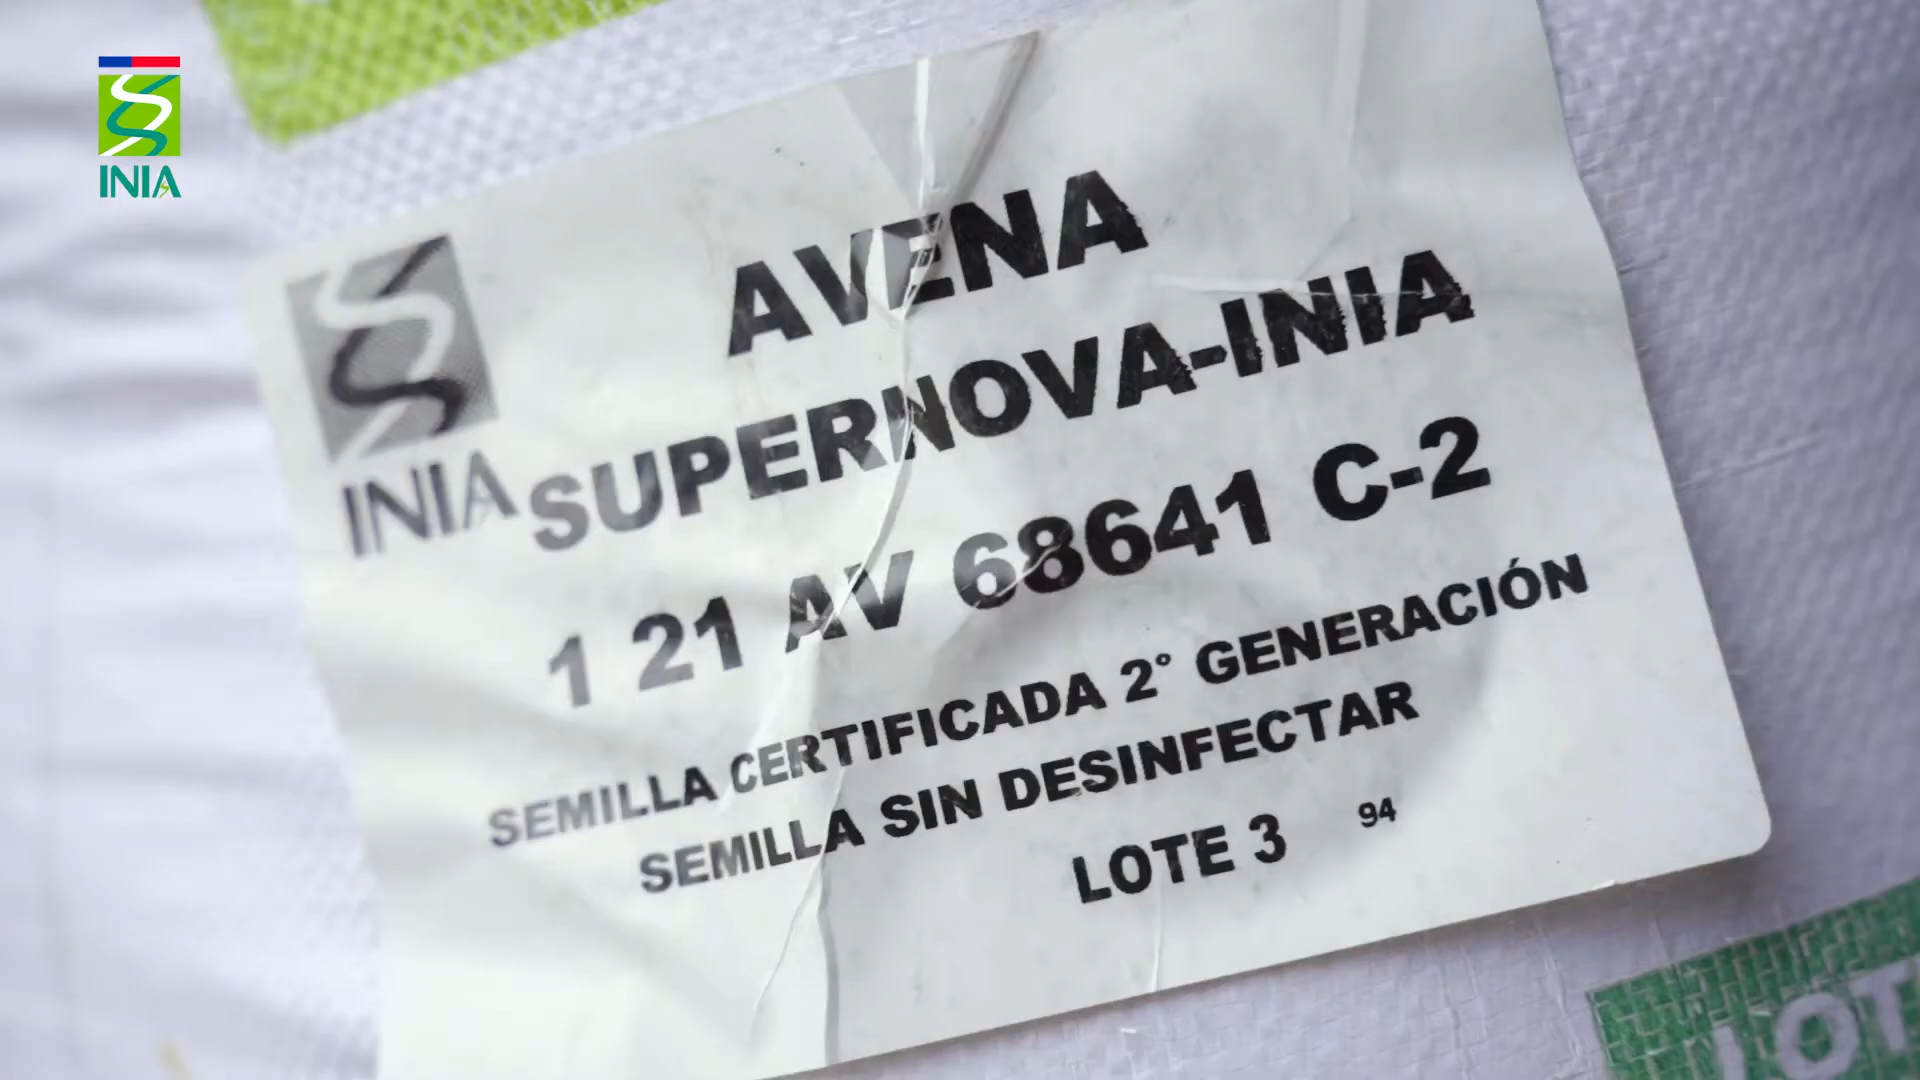 INIA
INIA
AVENA
SUPERNOVA-INIA
1 21 AV 68641 C-2
SEMILLA CERTIFICADA 2° GENERACIÓN
SEMILLA SIN DESINFECTAR
LOTE 3 94
LOT